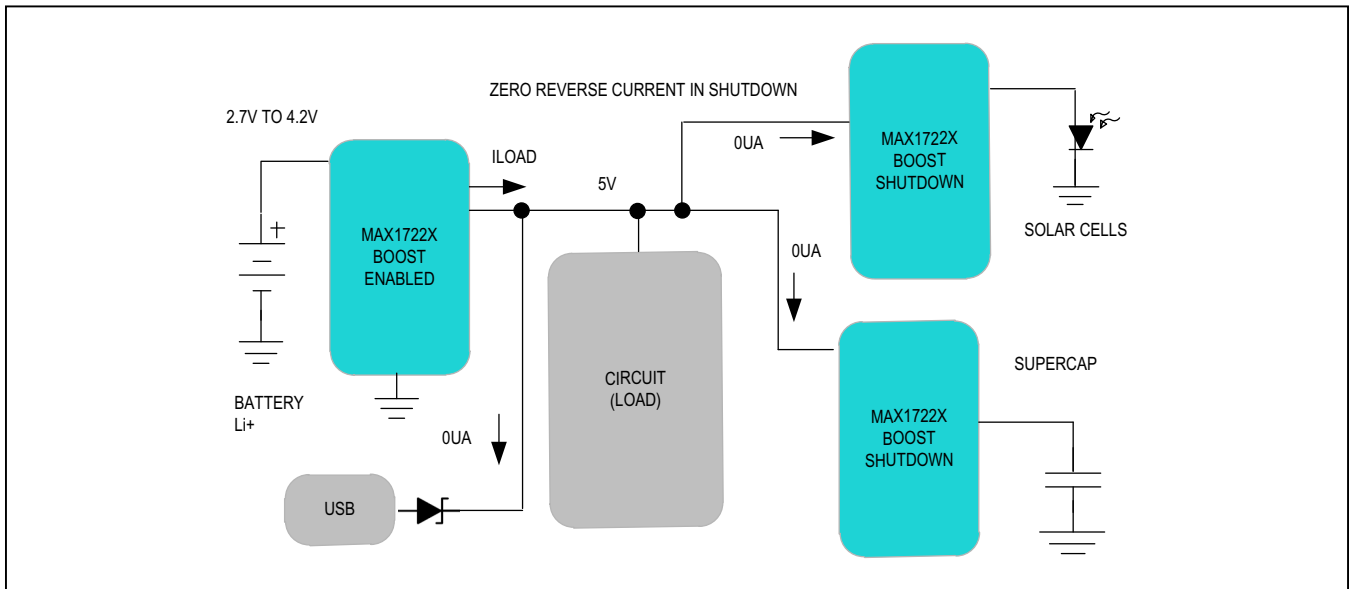 ZERO REVERSE CURRENT IN SHUTDOWN
2.7V TO 4.2V
MAX1722X
BOOST
ENABLED
+
BATTERY
Li+
ILOAD
5V
0UA
MAX1722X
BOOST
SHUTDOWN
SOLAR CELLS
0UA
CIRCUIT
(LOAD)
SUPERCAP
MAX1722X
BOOST
SHUTDOWN
0UA
USB